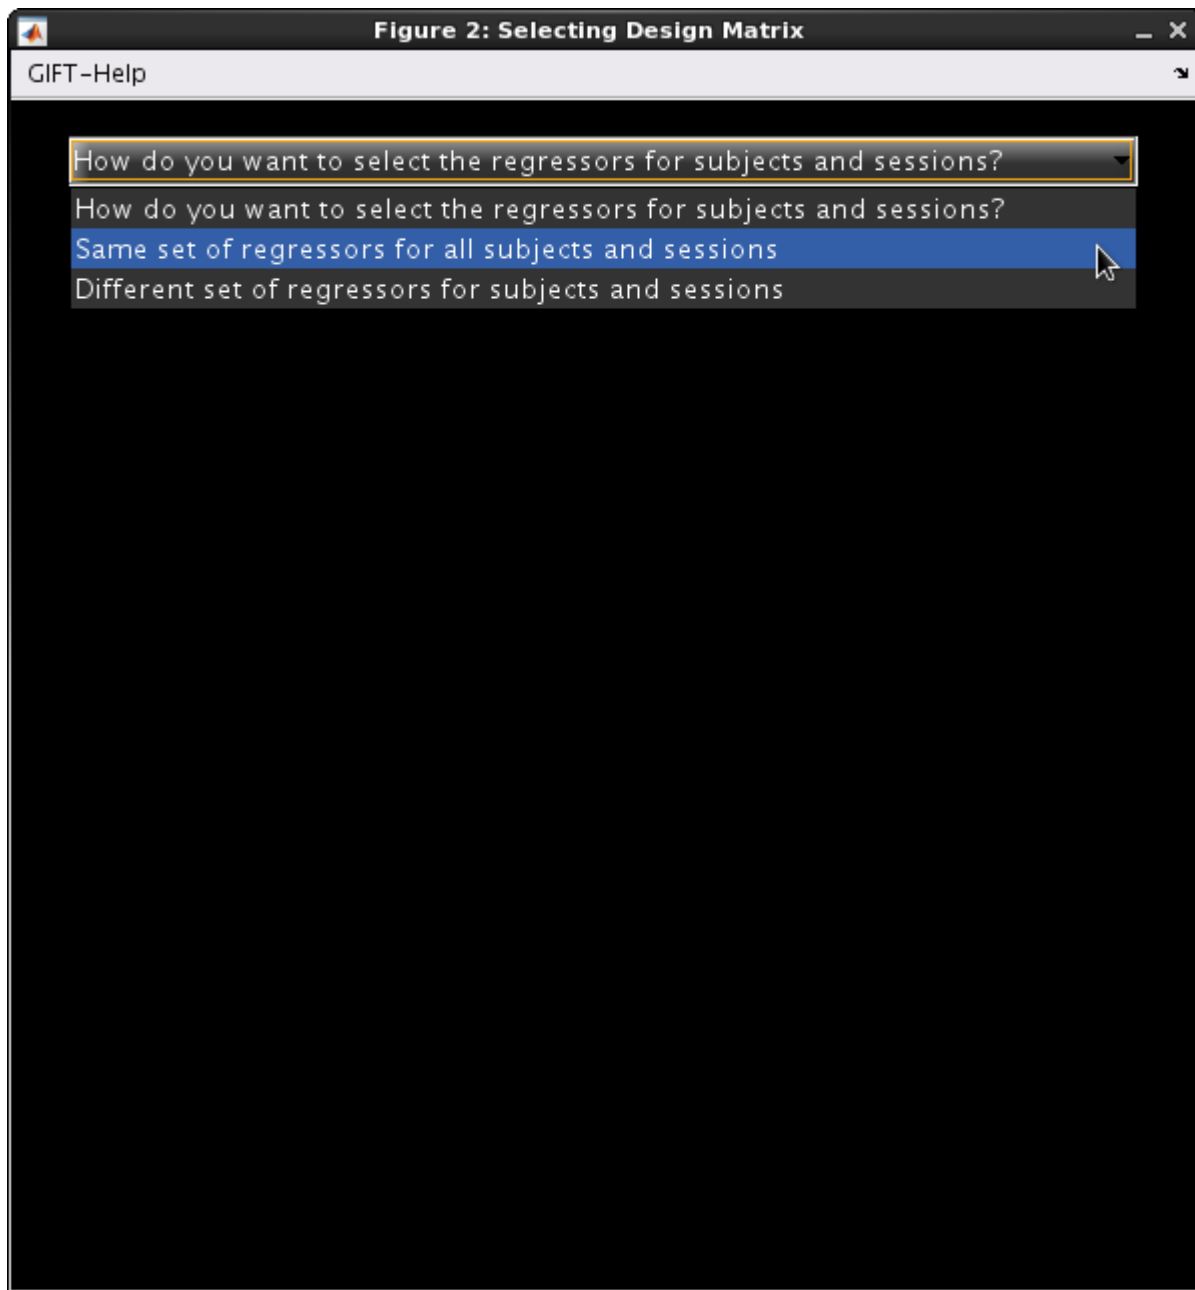 Figure 2: Selecting Design Matrix
GIFT-Help
How do you want to select the regressors for subjects and sessions?
How do you want to select the regressors for subjects and sessions?
Same set of regressors for all subjects and sessions
Different set of regressors for subjects and sessions